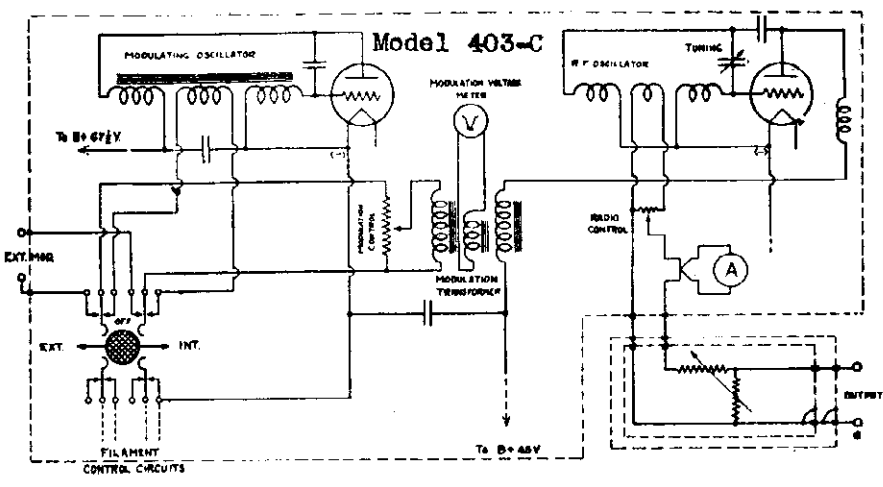 Model 403-C
MODULATING OSCILLATOR
R F OSCILLATOR
TUNING
MODULATION VOLTAGE
METER
V
To B+ 67½ V.
(-)
(-)
MODULATION
CONTROL
RADIO
CONTROL
EXT. MOD.
MODULATION
TRANSFORMER
A
OFF
EXT.
INT.
OUTPUT
G
To B+ 45V
FILAMENT
CONTROL CIRCUITS